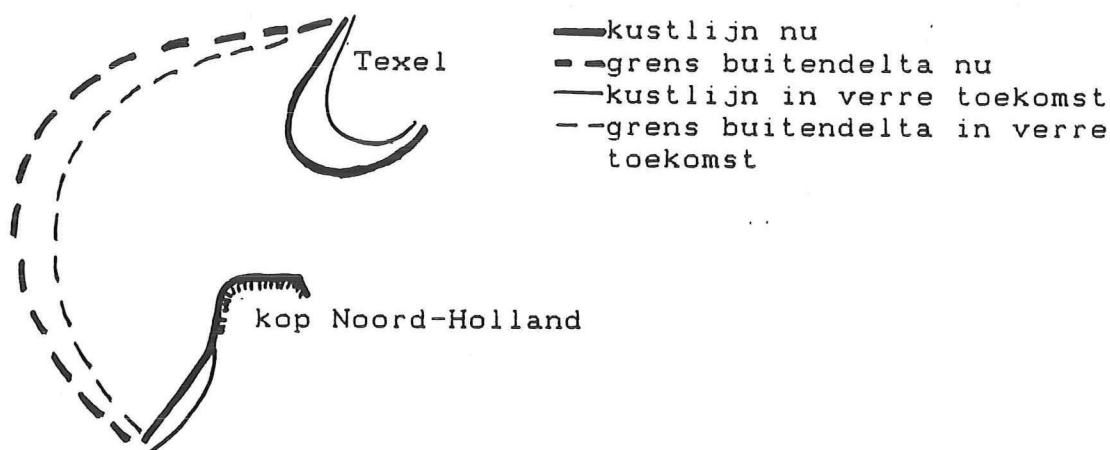 Texel
kustlijn nu
grens buitendelta nu
kustlijn in verre toekomst
grens buitendelta in verre
toekomst
kop Noord-Holland